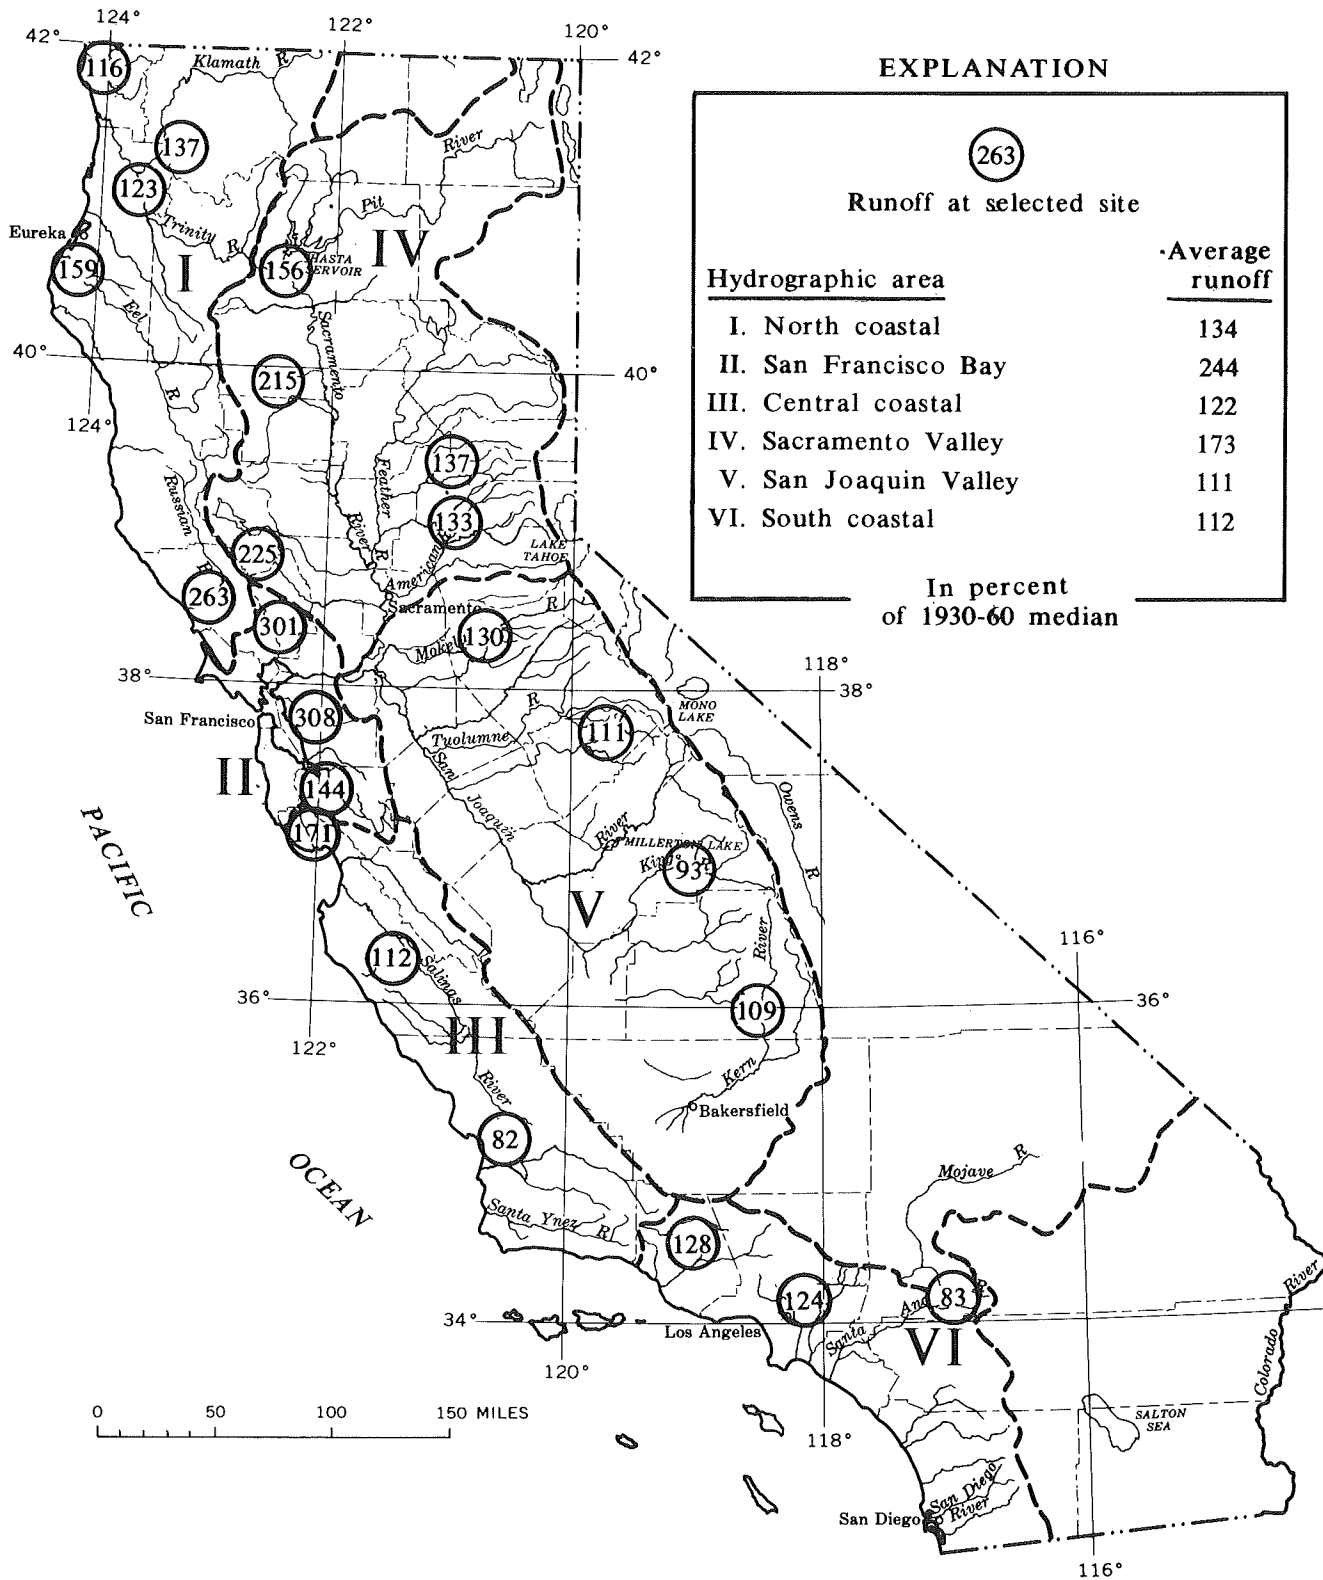 124°
122°
120°
42°
42°
116
Klamath R
137
123
River
Pit
Trinity R
Eureka
159
I
IV
156
SHASTA
RESERVOIR
Eel
R
Sacramento
River
40°
40°
215
124°
137
Feather
R
133
Russian
R
225
American
LAKE
TAHOE
263
Sacramento
301
R
130
38°
118°
38°
MONO
LAKE
San Francisco
308
Tuolumne R
111
II
144
San
Joaquin
River
Owens
R
171
MILLERTON LAKE
Kings R
93
PACIFIC
V
River
112
Salinas
116°
36°
36°
109
III
122°
River
Kern
Bakersfield
82
OCEAN
Mojave R
Santa Ynez R
128
124
83
River
34°
Los Angeles
Santa Ana R
VI
Colorado
120°
0 50 100 150 MILES
118°
SALTON
SEA
San Diego
River
San Diego
116°
EXPLANATION
263
Runoff at selected site
Hydrographic area
Average
runoff
I. North coastal 134
II. San Francisco Bay 244
III. Central coastal 122
IV. Sacramento Valley 173
V. San Joaquin Valley 111
VI. South coastal 112
In percent
of 1930-60 median